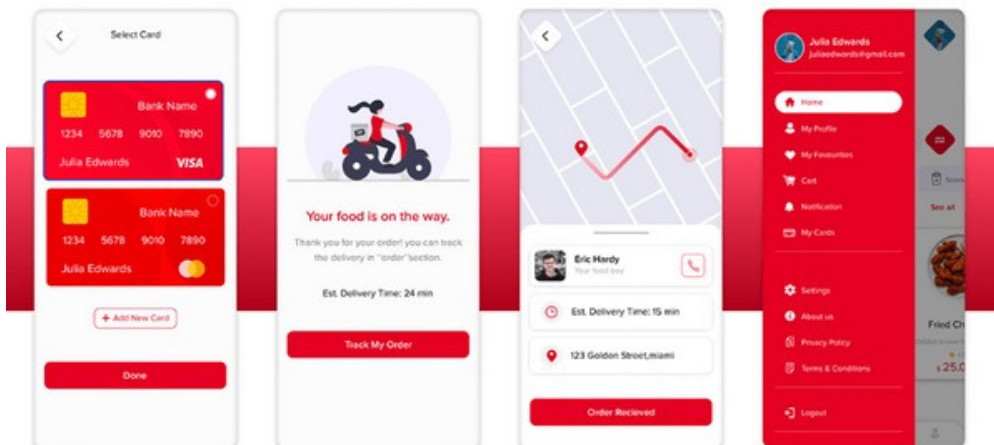 Select Card
Bank Name
1234 5678 9010 7890
Julia Edwards VISA
Bank Name
1234 5678 9010 7890
Julia Edwards
+ Add New Card
Done
Your food is on the way.
Thank you for your order! you can track
the delivery in "order"section.
Est. Delivery Time: 24 min
Track My Order
Eric Hardy
Your food boy
Est. Delivery Time: 15 min
123 Golden Street,miami
Order Recieved
Julia Edwards
juliaedwards@gmail.com
Home
My Profile
My Favourites
Cart
Notification
My Cards
Settings
About us
Privacy Policy
Terms & Conditions
Logout
See all
Fried Ch
$25.0